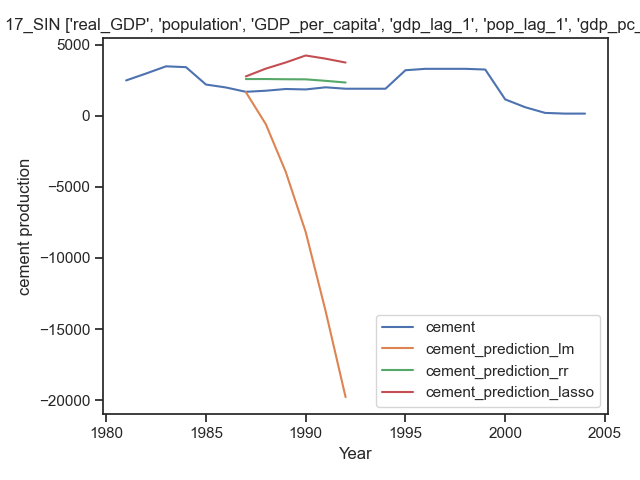 17_SIN ['real_GDP', 'population', 'GDP_per_capita', 'gdp_lag_1', 'pop_lag_1', 'gdp_pc_
5000
0
−5000
−10000
−15000
−20000
cement production
cement
cement_prediction_lm
cement_prediction_rr
cement_prediction_lasso
1980 1985 1990 1995 2000 2005
Year